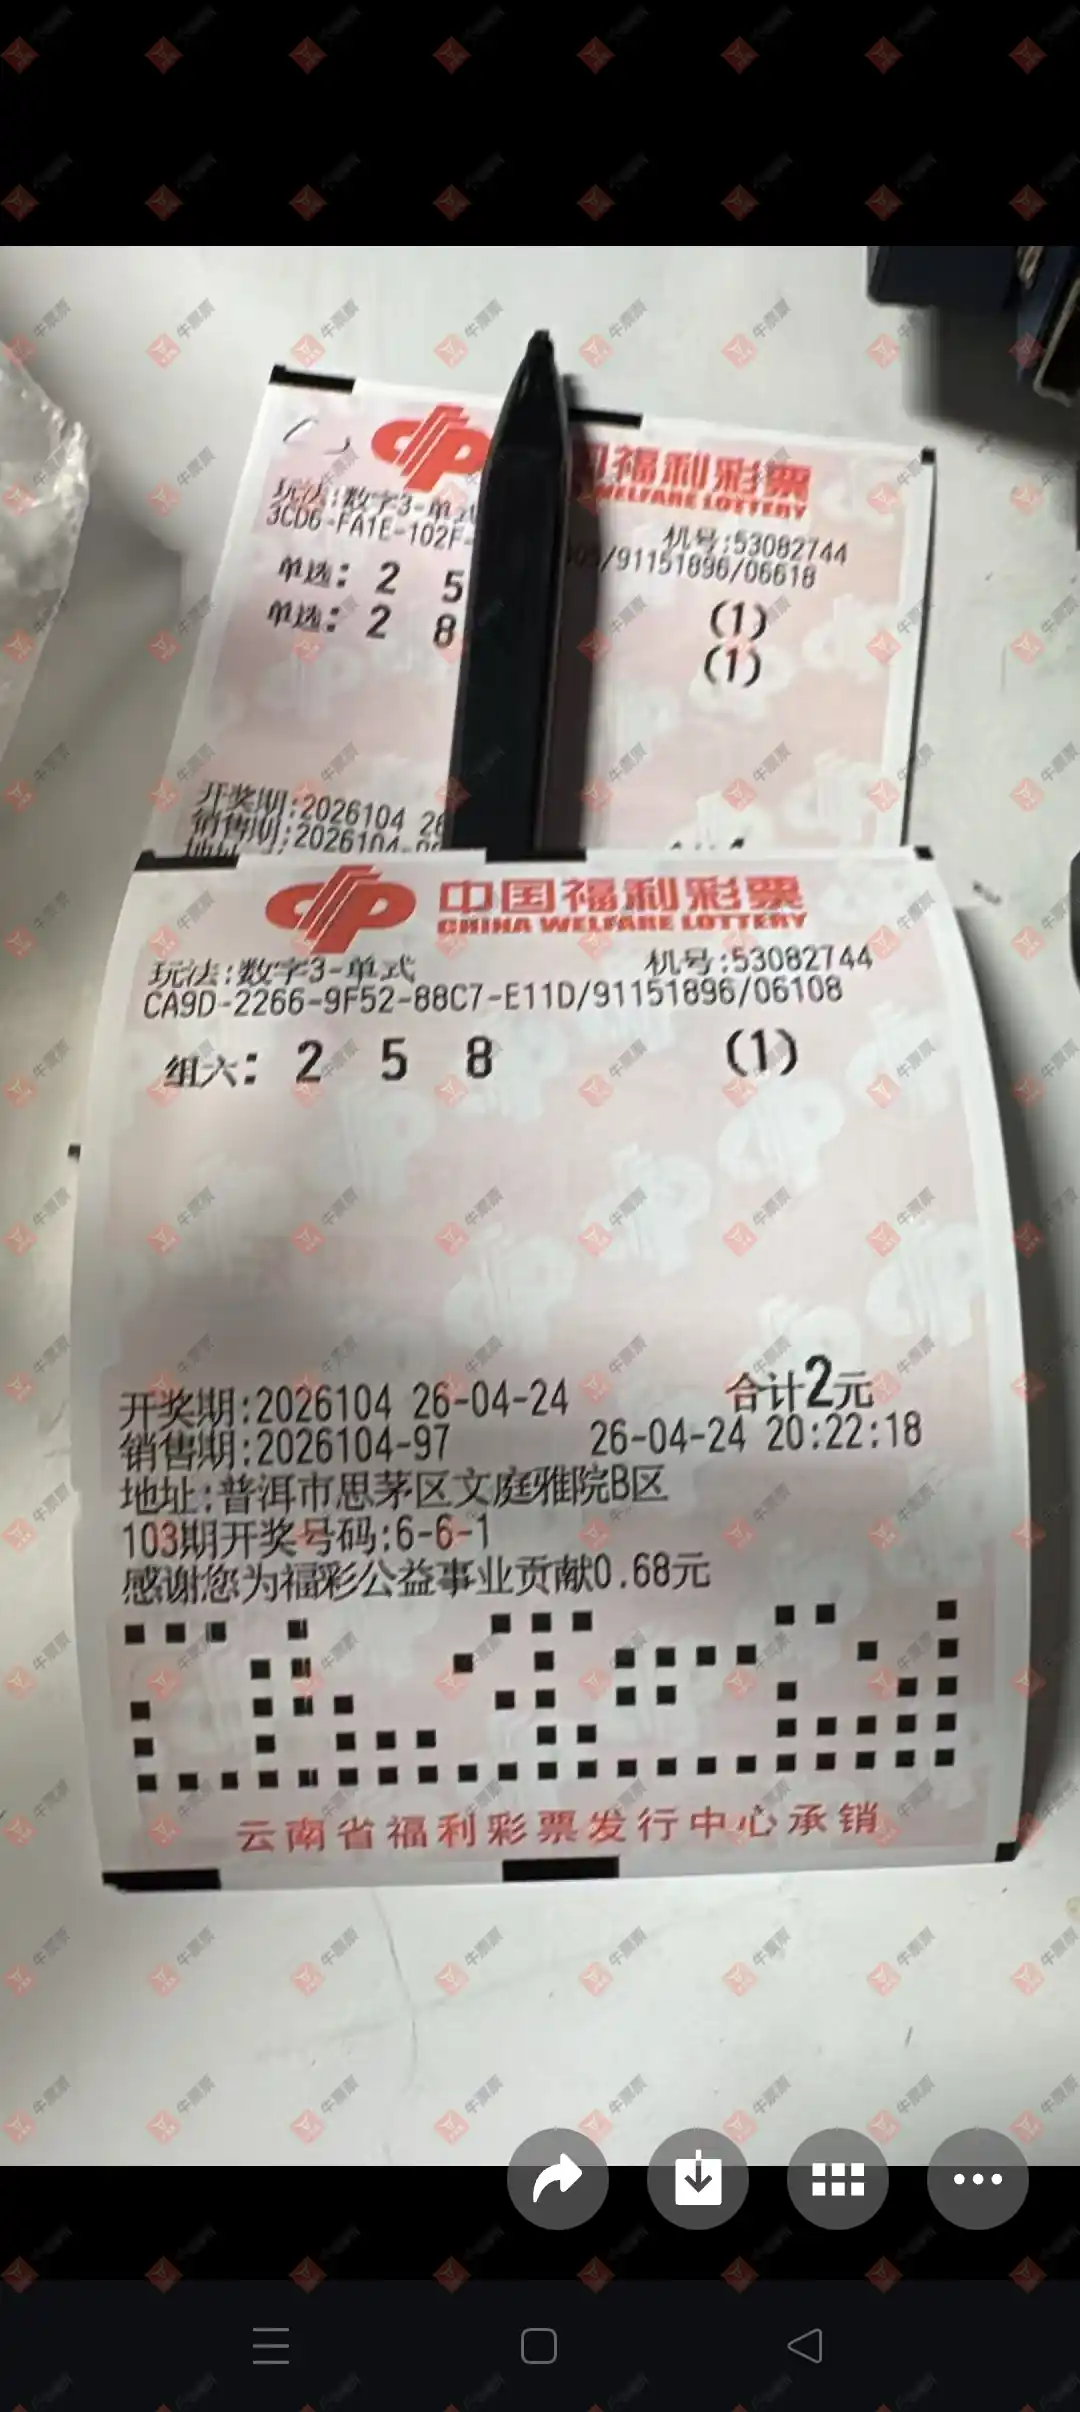 国福利彩票
WELFARE LOTTERY
玩法:数字3-单式
机号:53082744
3CD6-FA1E-102F-
/91151896/06618
单选: 2 5
(1)
单选: 2 8
(1)
开奖期:2026104 26
销售期:2026104-
中国福利彩票
CHINA WELFARE LOTTERY
玩法:数字3-单式
机号:53082744
CA9D-2266-9F52-88C7-E11D/91151896/06108
组六: 2 5 8 (1)
开奖期:2026104 26-04-24 合计2元
销售期:2026104-97 26-04-24 20:22:18
地址:普洱市思茅区文庭雅院B区
103期开奖号码:6-6-1
感谢您为福彩公益事业贡献0.68元
云南省福利彩票发行中心承销
牛票票